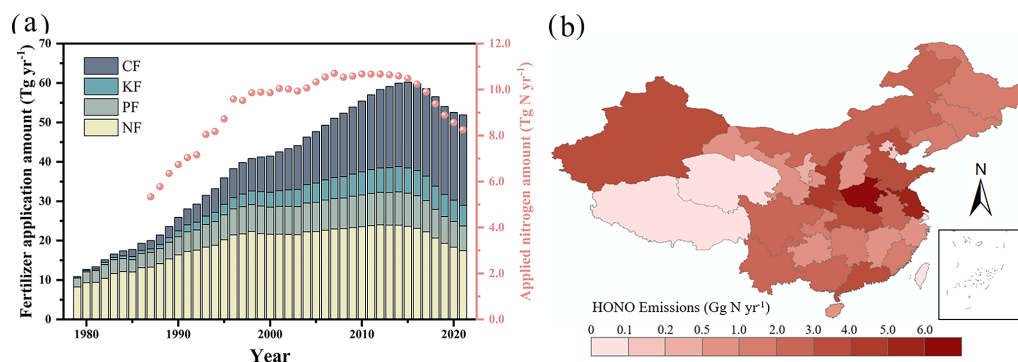 (a)
Fertilizer application amount (Tg yr⁻¹)
70
60
50
40
30
20
10
0
CF
KF
PF
NF
12.0
10.0
8.0
6.0
4.0
2.0
0.0
Applied nitrogen amount (Tg N yr⁻¹)
1980 1990 2000 2010 2020
Year
(b)
N
HONO Emissions (Gg N yr⁻¹)
0 0.1 0.2 0.5 1.0 2.0 3.0 4.0 5.0 6.0